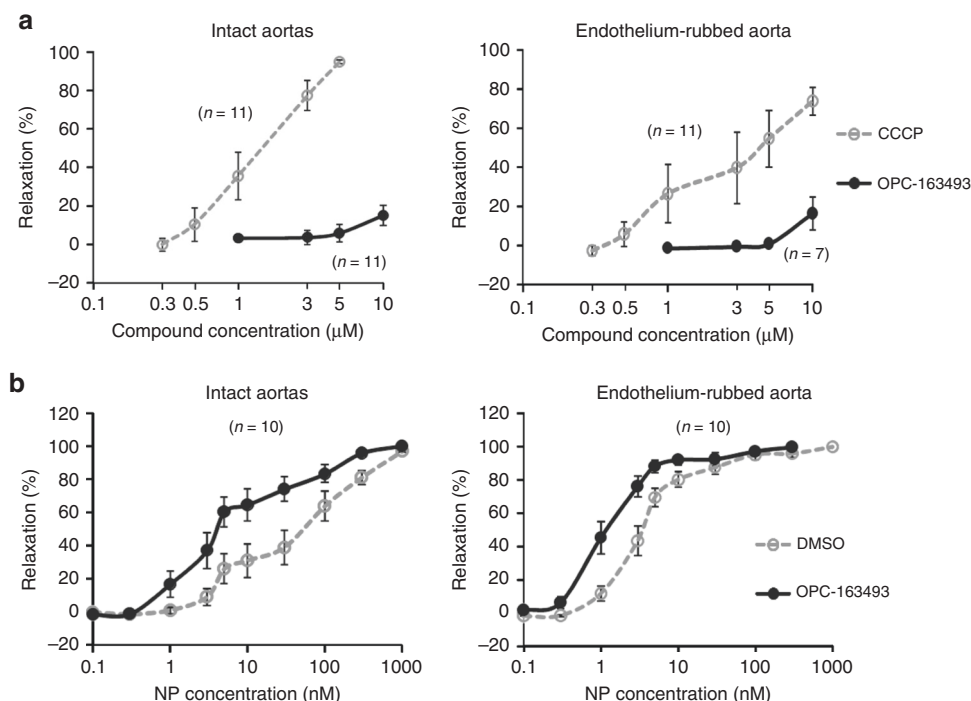 a
Intact aortas
100
80
60
40
20
0
−20
Relaxation (%)
(n = 11)
(n = 11)
0.1
0.3
0.5
1
3
5
10
Compound concentration (μM)
Endothelium-rubbed aorta
100
80
60
40
20
0
−20
Relaxation (%)
(n = 11)
(n = 7)
0.1
0.3
0.5
1
3
5
10
Compound concentration (μM)
CCCP
OPC-163493
b
Intact aortas
120
100
80
60
40
20
0
−20
Relaxation (%)
(n = 10)
0.1
1
10
100
1000
NP concentration (nM)
Endothelium-rubbed aorta
120
100
80
60
40
20
0
−20
Relaxation (%)
(n = 10)
0.1
1
10
100
1000
NP concentration (nM)
DMSO
OPC-163493